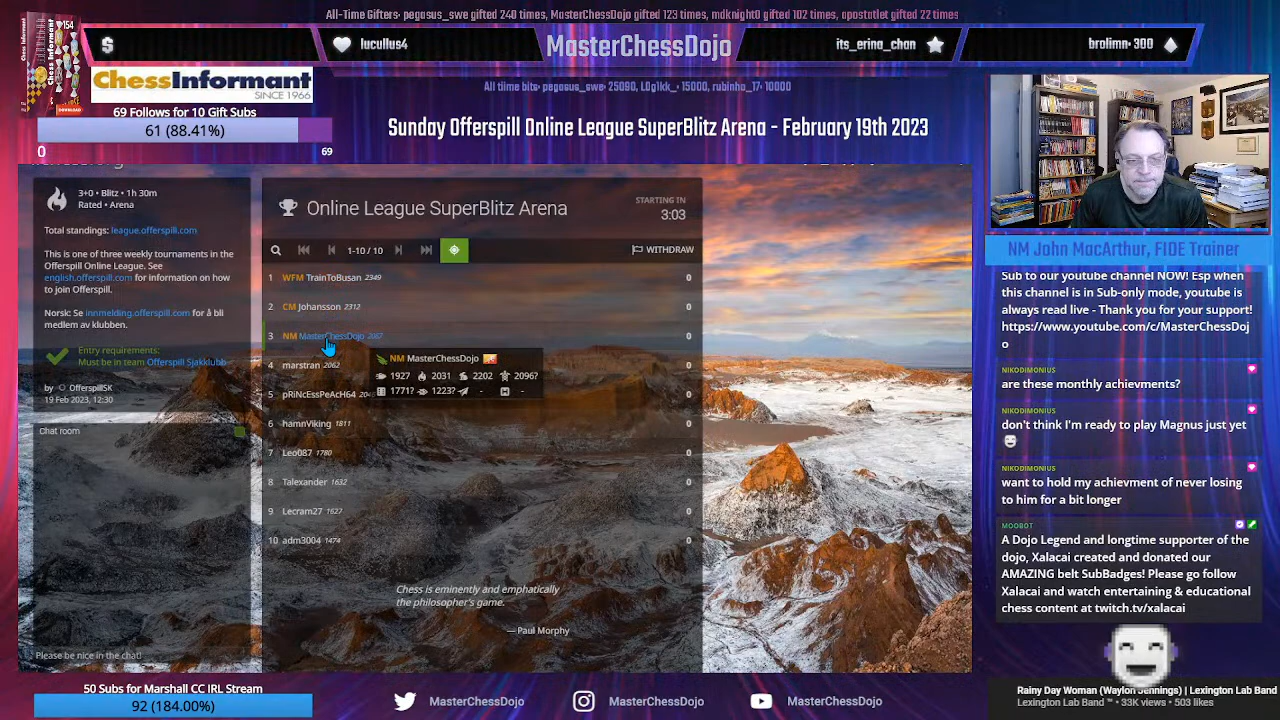 All-Time Gifters• pegasus_swe gifted 240 times, MasterChessDojo gifted 123 times, mdknight0 gifted 102 times, apostatlet gifted 22 times
154
Chess Informant
$
lucullus4
MasterChessDojo
its_erina_chan
brolimn• 300
ChessInformant
SINCE 1966
DOWNLOAD
All tiime bits• pegasus_swe• 25090, L0g1kk_• 15000, rubinho_17• 10000
69 Follows for 10 Gift Subs
61 (88.41%)
0
69
Sunday Offerspill Online League SuperBlitz Arena - February 19th 2023
3+0 • Blitz • 1h 30m
Rated • Arena
Total standings: league.offerspill.com
This is one of three weekly tournaments in the
Offerspill Online League. See
english.offerspill.com for information on how
to join Offerspill.
Norsk: Se innmelding.offerspill.com for å bli
medlem av klubben.
Entry requirements:
Must be in team Offerspill Sjakklubb
by OfferspillSK
19 Feb 2023, 12:30
Chat room
Please be nice in the chat!
Online League SuperBlitz Arena
STARTING IN
3:03
1-10 / 10
WITHDRAW
1 WFM TrainToBusan 2349 0
2 CM Johansson 2312 0
3 NM MasterChessDojo 2067 0
4 marstran 2062 0
5 pRiNcEssPeAcH64 0
6 hamnViking 1811 0
7 Leo087 1780 0
8 Talexander 1632 0
9 Lecram27 1627 0
10 adm3004 1474 0
NM MasterChessDojo
1927 2031 2202 2096?
1771? 1223? - -
Chess is eminently and emphatically
the philosopher's game.
— Paul Morphy
NM John MacArthur, FIDE Trainer
Sub to our youtube channel NOW! Esp when
this channel is in Sub-only mode, youtube is
always read live - Thank you for your support!
https://www.youtube.com/c/MasterChessDoj
o
NIKODIMONIUS
are these monthly achievments?
NIKODIMONIUS
don't think I'm ready to play Magnus just yet
NIKODIMONIUS
want to hold my achievment of never losing
to him for a bit longer
MOOBOT
A Dojo Legend and longtime supporter of the
dojo, Xalacai created and donated our
AMAZING belt SubBadges! Please go follow
Xalacai and watch entertaining & educational
chess content at twitch.tv/xalacai
50 Subs for Marshall CC IRL Stream
92 (184.00%)
MasterChessDojo
MasterChessDojo
MasterChessDojo
Rainy Day Woman (Waylon Jennings) | Lexington Lab Band
Lexington Lab Band ™ • 33K views • 503 likes